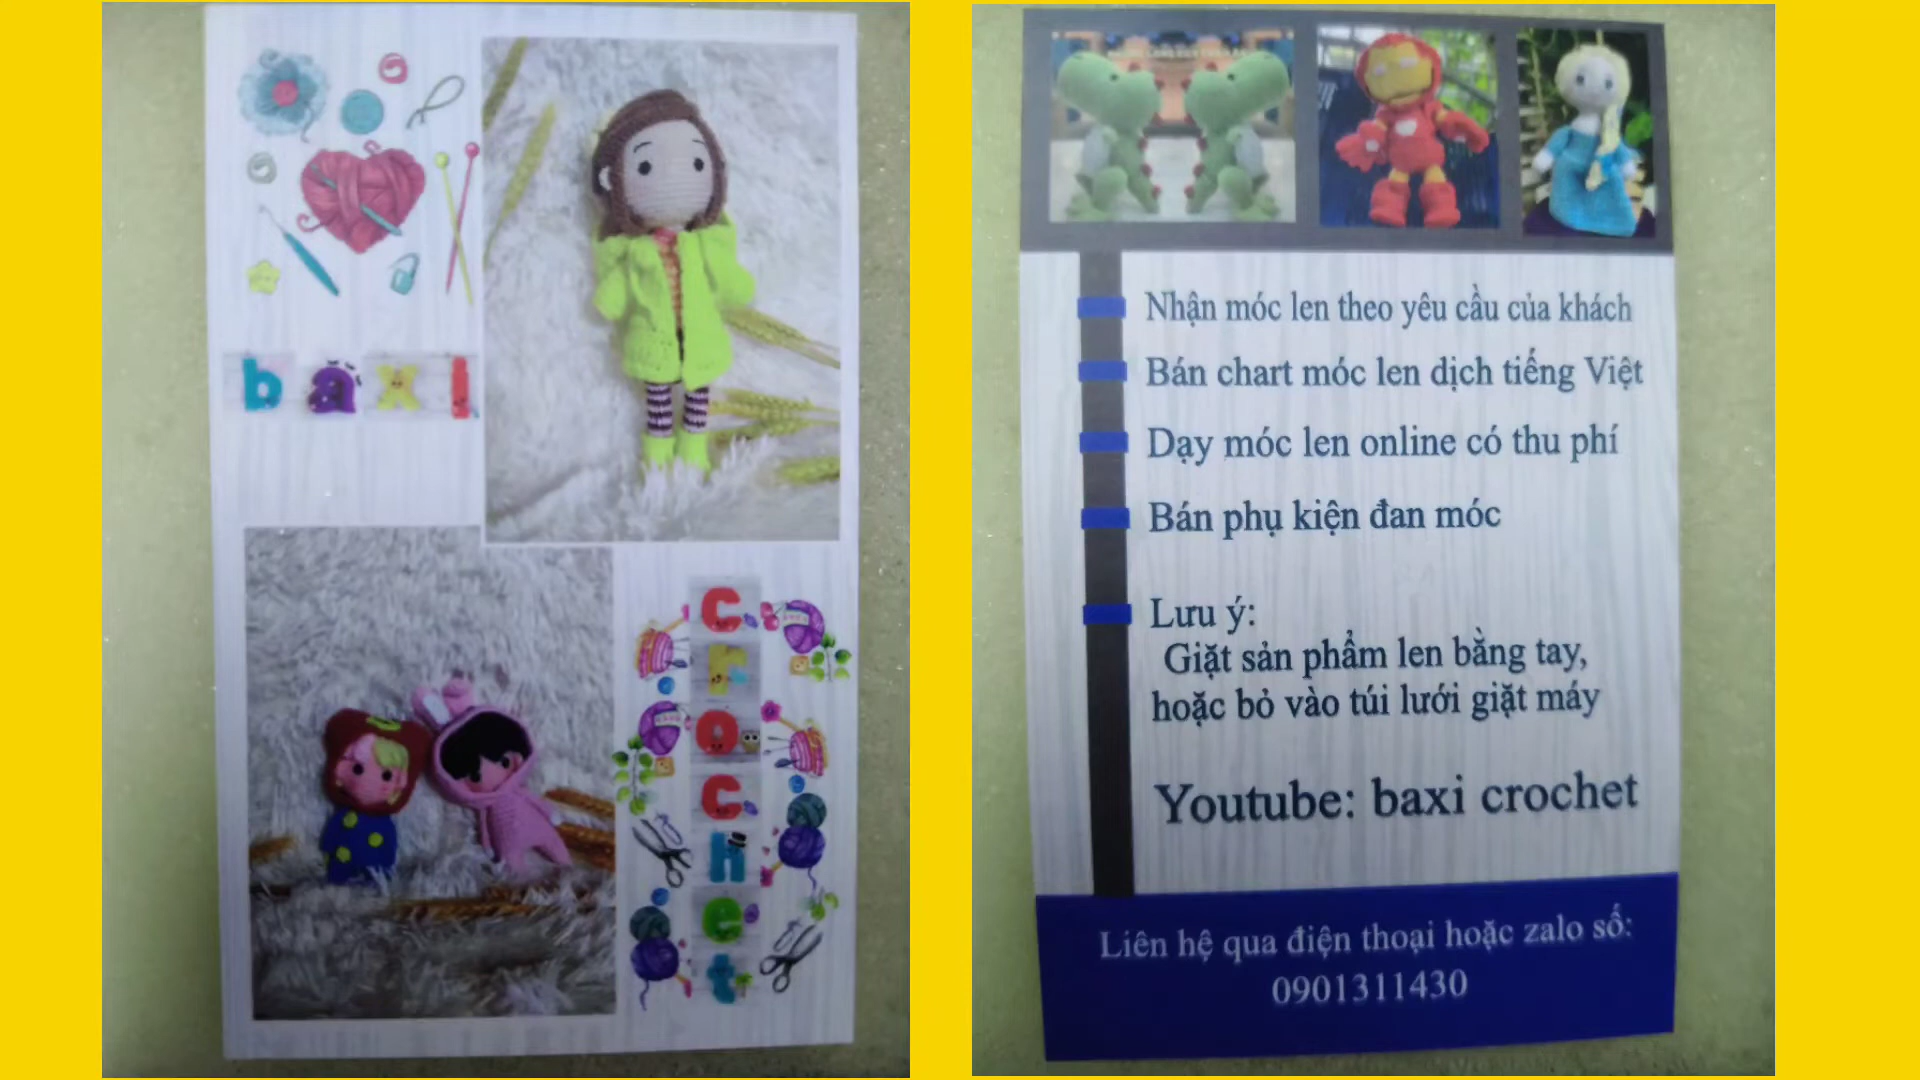 baxi
crochet
Nhận móc len theo yêu cầu của khách
Bán chart móc len dịch tiếng Việt
Dạy móc len online có thu phí
Bán phụ kiện đan móc
Lưu ý:
Giặt sản phẩm len bằng tay,
hoặc bỏ vào túi lưới giặt máy
Youtube: baxi crochet
Liên hệ qua điện thoại hoặc zalo số:
0901311430